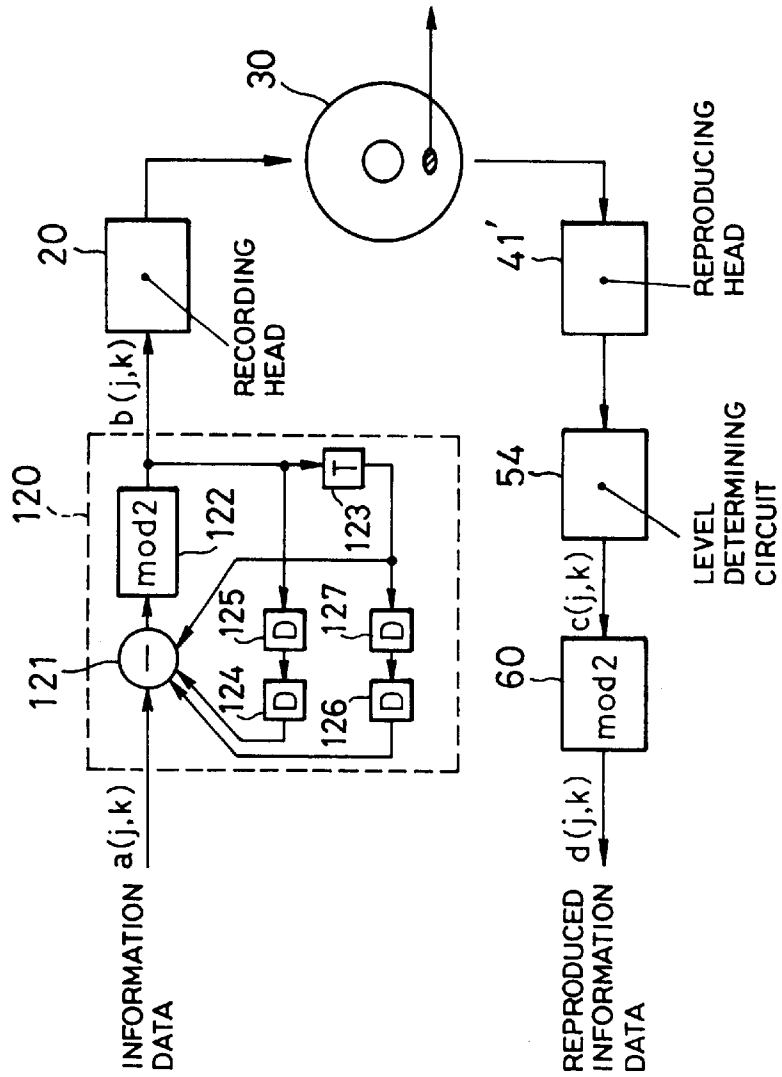 INFORMATION
DATA
a(j,k)
121
120
mod2
122
b(j,k)
20
RECORDING
HEAD
30
125
D
124
D
T
123
127
D
126
D
REPRODUCED
INFORMATION
DATA
d(j,k)
60
mod2
c(j,k)
54
LEVEL
DETERMINING
CIRCUIT
41'
REPRODUCING
HEAD